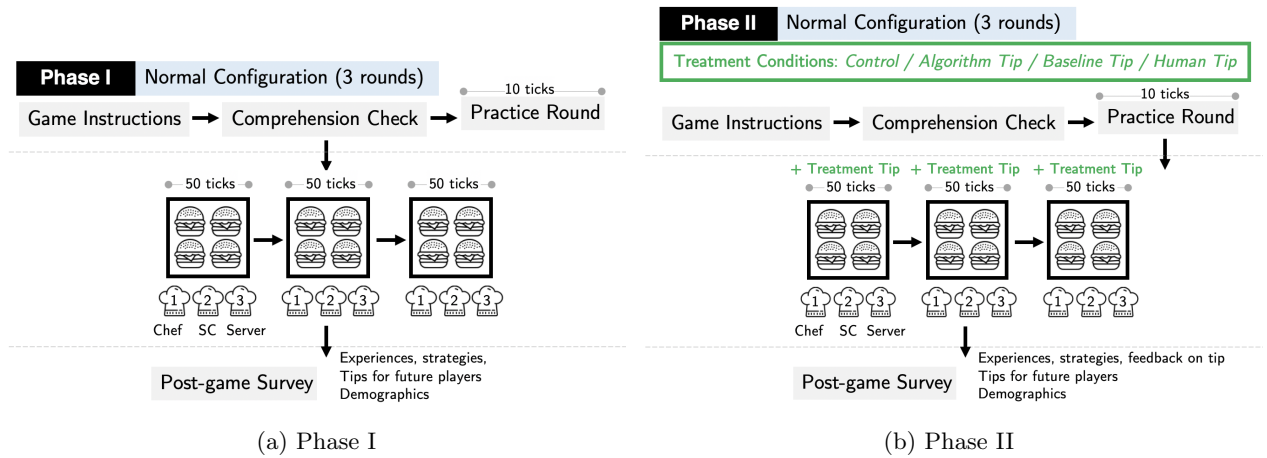 Phase I Normal Configuration (3 rounds)
10 ticks
Game Instructions Comprehension Check Practice Round
50 ticks 50 ticks 50 ticks
1 2 3 1 2 3 1 2 3
Chef SC Server
Post-game Survey
Experiences, strategies,
Tips for future players
Demographics
(a) Phase I
Phase II Normal Configuration (3 rounds)
Treatment Conditions: Control / Algorithm Tip / Baseline Tip / Human Tip
10 ticks
Game Instructions Comprehension Check Practice Round
+ Treatment Tip + Treatment Tip + Treatment Tip
50 ticks 50 ticks 50 ticks
1 2 3 1 2 3 1 2 3
Chef SC Server
Post-game Survey
Experiences, strategies, feedback on tip
Tips for future players
Demographics
(b) Phase II